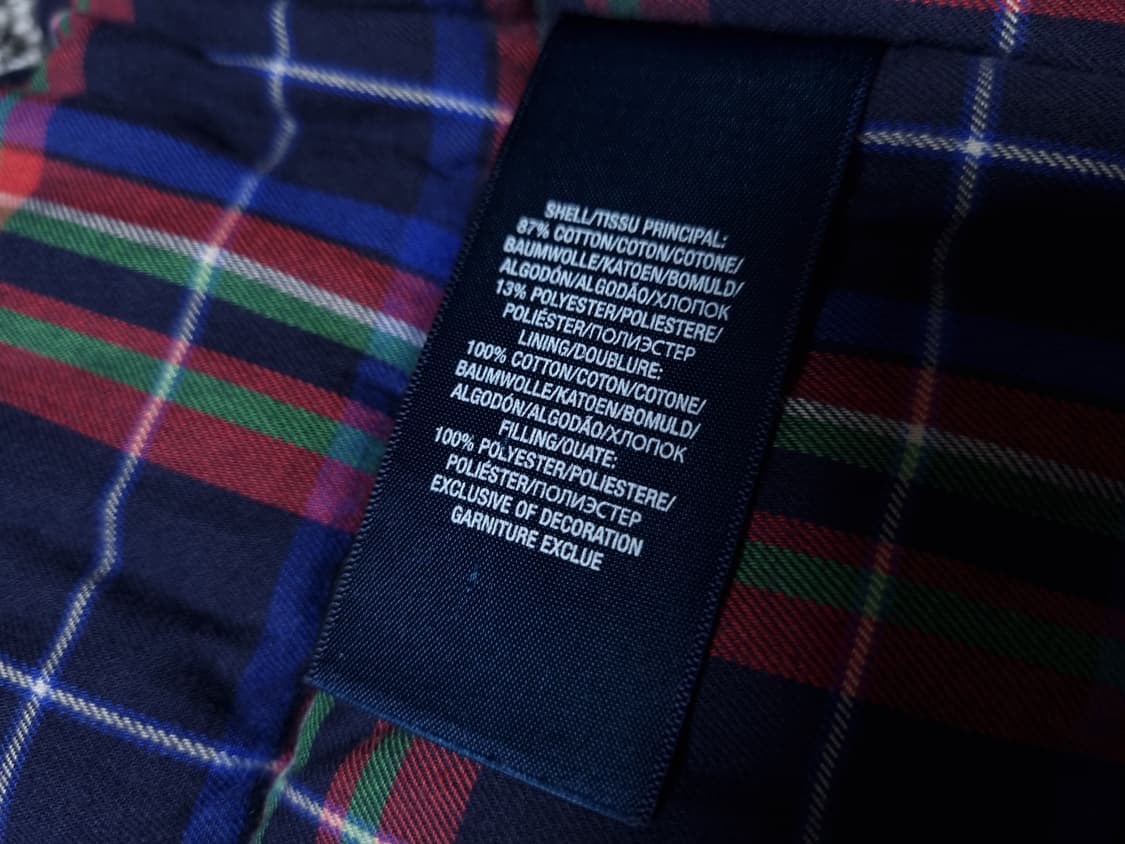 SHELL/TISSU PRINCIPAL:
87% COTTON/COTON/COTONE/
BAUMWOLLE/KATOEN/BOMULD/
ALGODÓN/ALGODÃO/ХЛОПОК
13% POLYESTER/POLIESTERE/
POLIÉSTER/ПОЛИЭСТЕР
LINING/DOUBLURE:
100% COTTON/COTON/COTONE/
BAUMWOLLE/KATOEN/BOMULD/
ALGODÓN/ALGODÃO/ХЛОПОК
FILLING/OUATE:
100% POLYESTER/POLIESTERE/
POLIÉSTER/ПОЛИЭСТЕР
EXCLUSIVE OF DECORATION
GARNITURE EXCLUE